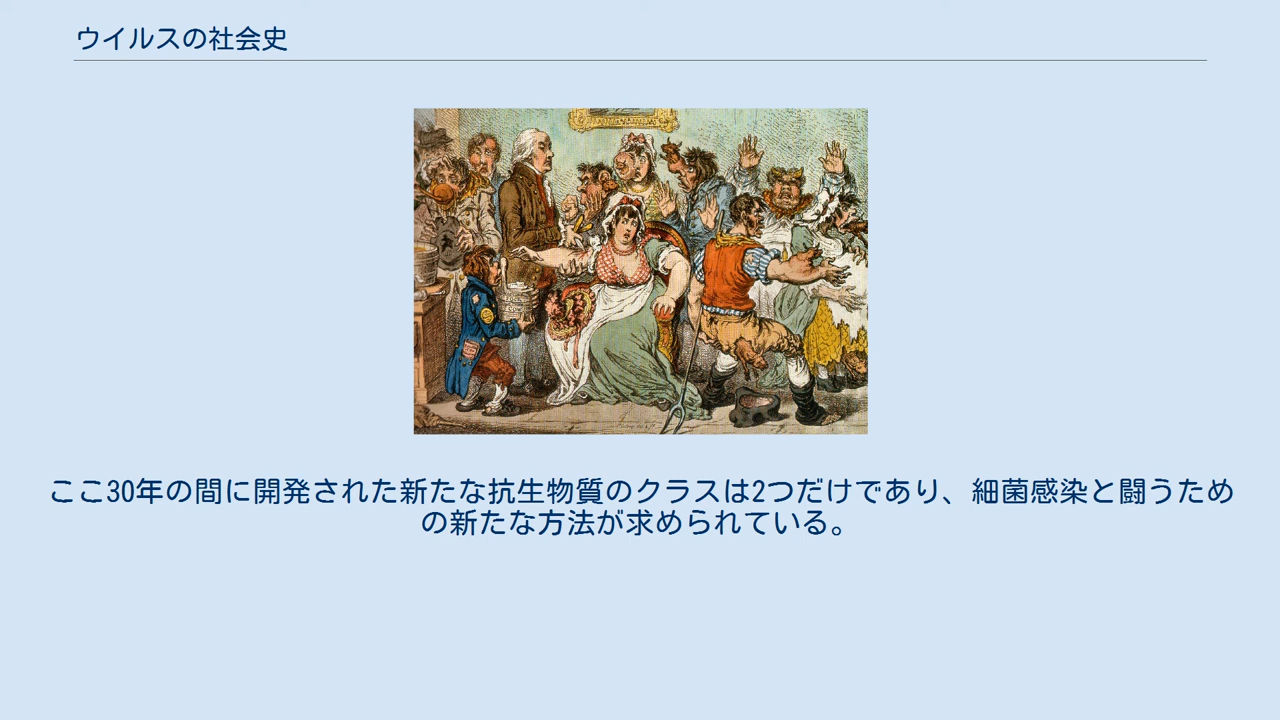 ウイルスの社会史
ここ30年の間に開発された新たな抗生物質のクラスは2つだけであり、細菌感染と闘うため
の新たな方法が求められている。